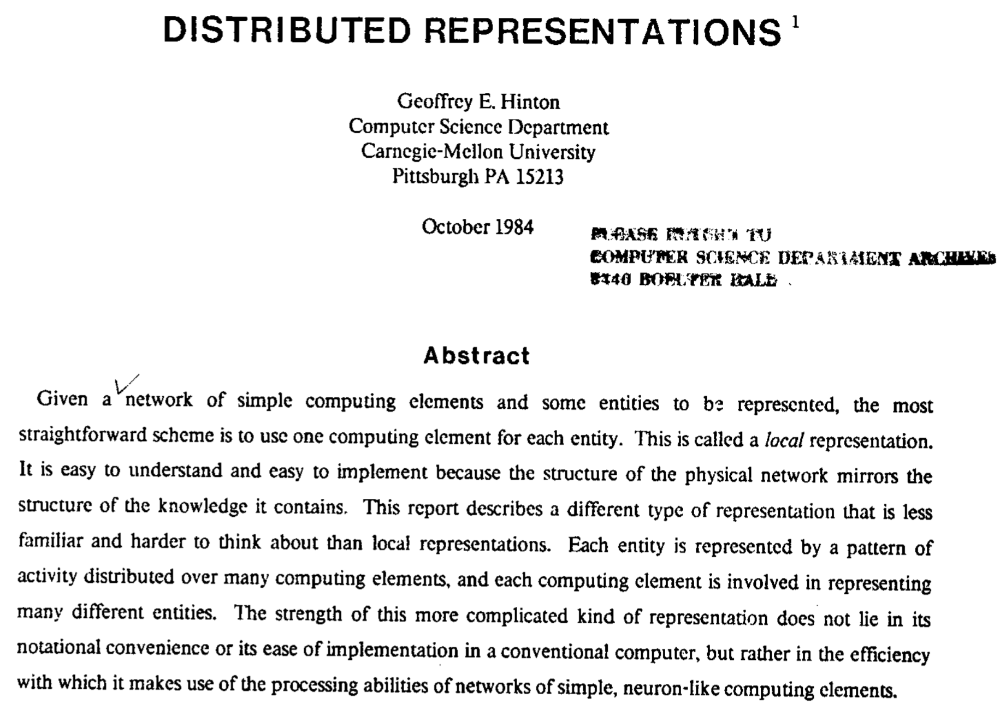 DISTRIBUTED REPRESENTATIONS 1
Geoffrey E. Hinton
Computer Science Department
Carnegie-Mellon University
Pittsburgh PA 15213
October 1984
PLEASE RETURN TO
COMPUTER SCIENCE DEPARTMENT ARCHIVES
BOELTER HALL
Abstract
Given a network of simple computing elements and some entities to be represented, the most
straightforward scheme is to use one computing element for each entity. This is called a local representation.
It is easy to understand and easy to implement because the structure of the physical network mirrors the
structure of the knowledge it contains. This report describes a different type of representation that is less
familiar and harder to think about than local representations. Each entity is represented by a pattern of
activity distributed over many computing elements, and each computing element is involved in representing
many different entities. The strength of this more complicated kind of representation does not lie in its
notational convenience or its ease of implementation in a conventional computer, but rather in the efficiency
with which it makes use of the processing abilities of networks of simple, neuron-like computing elements.